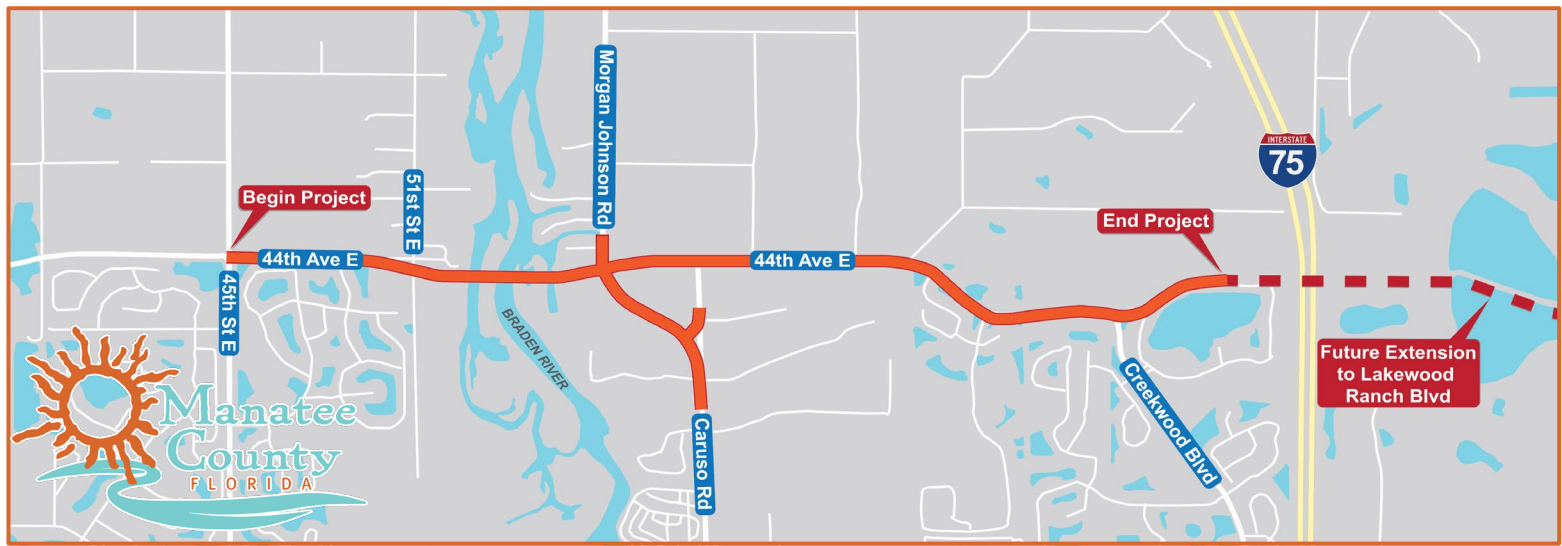 Morgan Johnson Rd
INTERSTATE
75
51st St E
Begin Project
End Project
44th Ave E
44th Ave E
45th St E
BRADEN RIVER
Future Extension
to Lakewood
Ranch Blvd
Creekwood Blvd
Caruso Rd
Manatee
County
FLORIDA